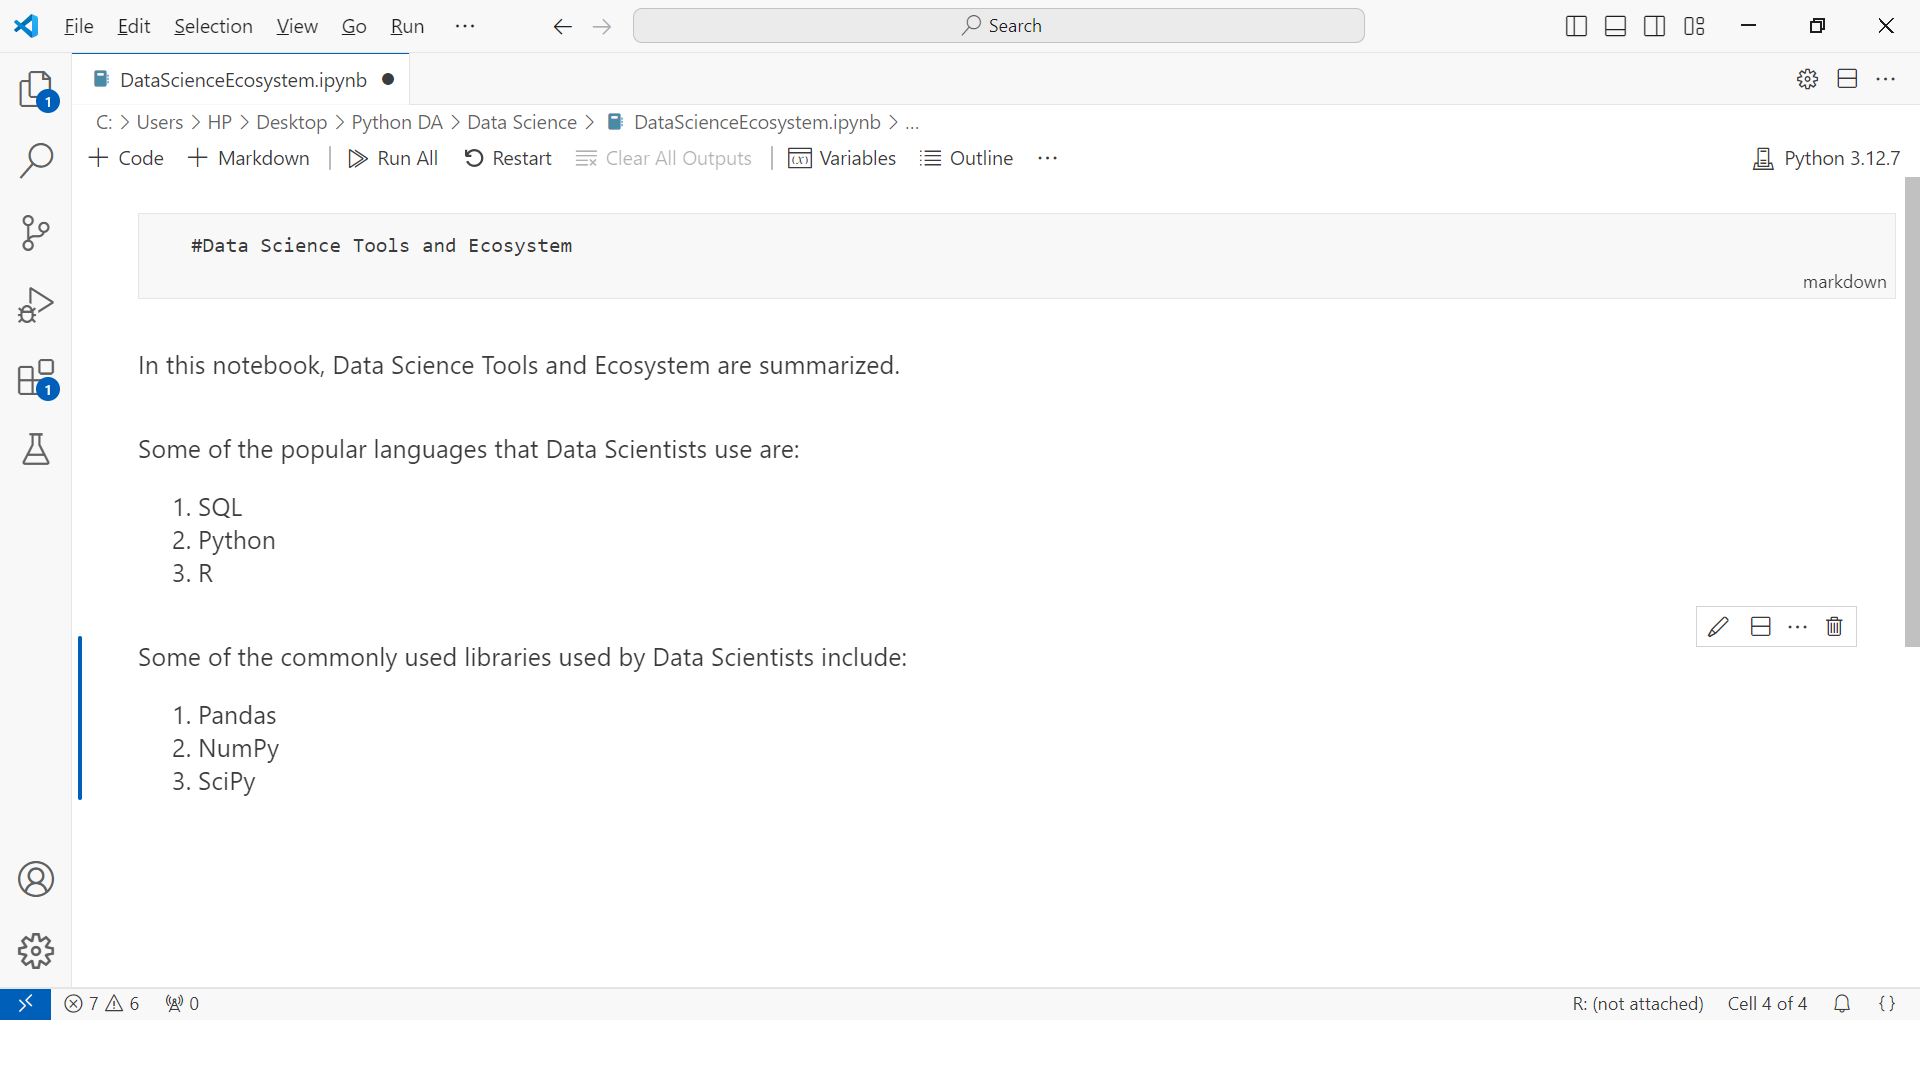 File Edit Selection View Go Run ··· Search
DataScienceEcosystem.ipynb
1
C: > Users > HP > Desktop > Python DA > Data Science > DataScienceEcosystem.ipynb > ...
+ Code + Markdown Run All Restart Clear All Outputs (x) Variables Outline ··· Python 3.12.7
#Data Science Tools and Ecosystem
markdown
In this notebook, Data Science Tools and Ecosystem are summarized.
1
Some of the popular languages that Data Scientists use are:
1. SQL
2. Python
3. R
Some of the commonly used libraries used by Data Scientists include:
1. Pandas
2. NumPy
3. SciPy
7 6 0 R: (not attached) Cell 4 of 4 {}